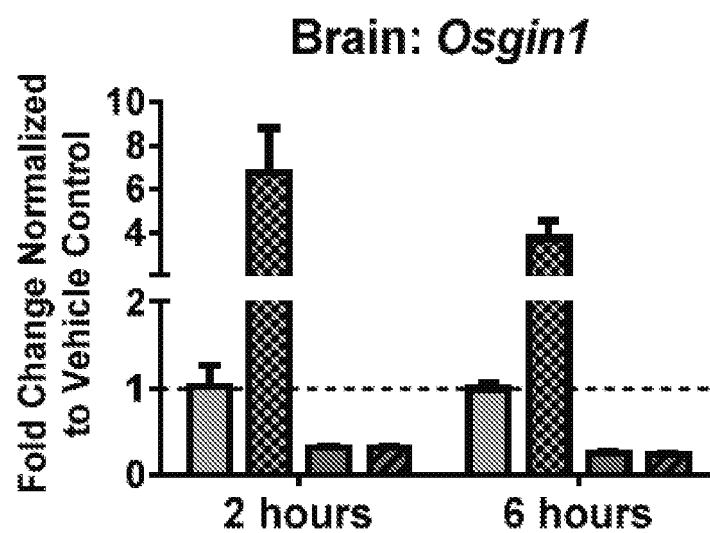 Brain: Osgin1
Fold Change Normalized
to Vehicle Control
10
8
6
4
2
1
0
2 hours
6 hours